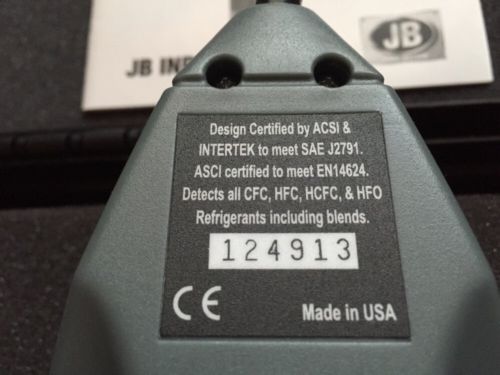 JB
JB
Design Certified by ACSI &
INTERTEK to meet SAE J2791.
ASCI certified to meet EN14624.
Detects all CFC, HFC, HCFC, & HFO
Refrigerants including blends.
124913
CE
Made in USA